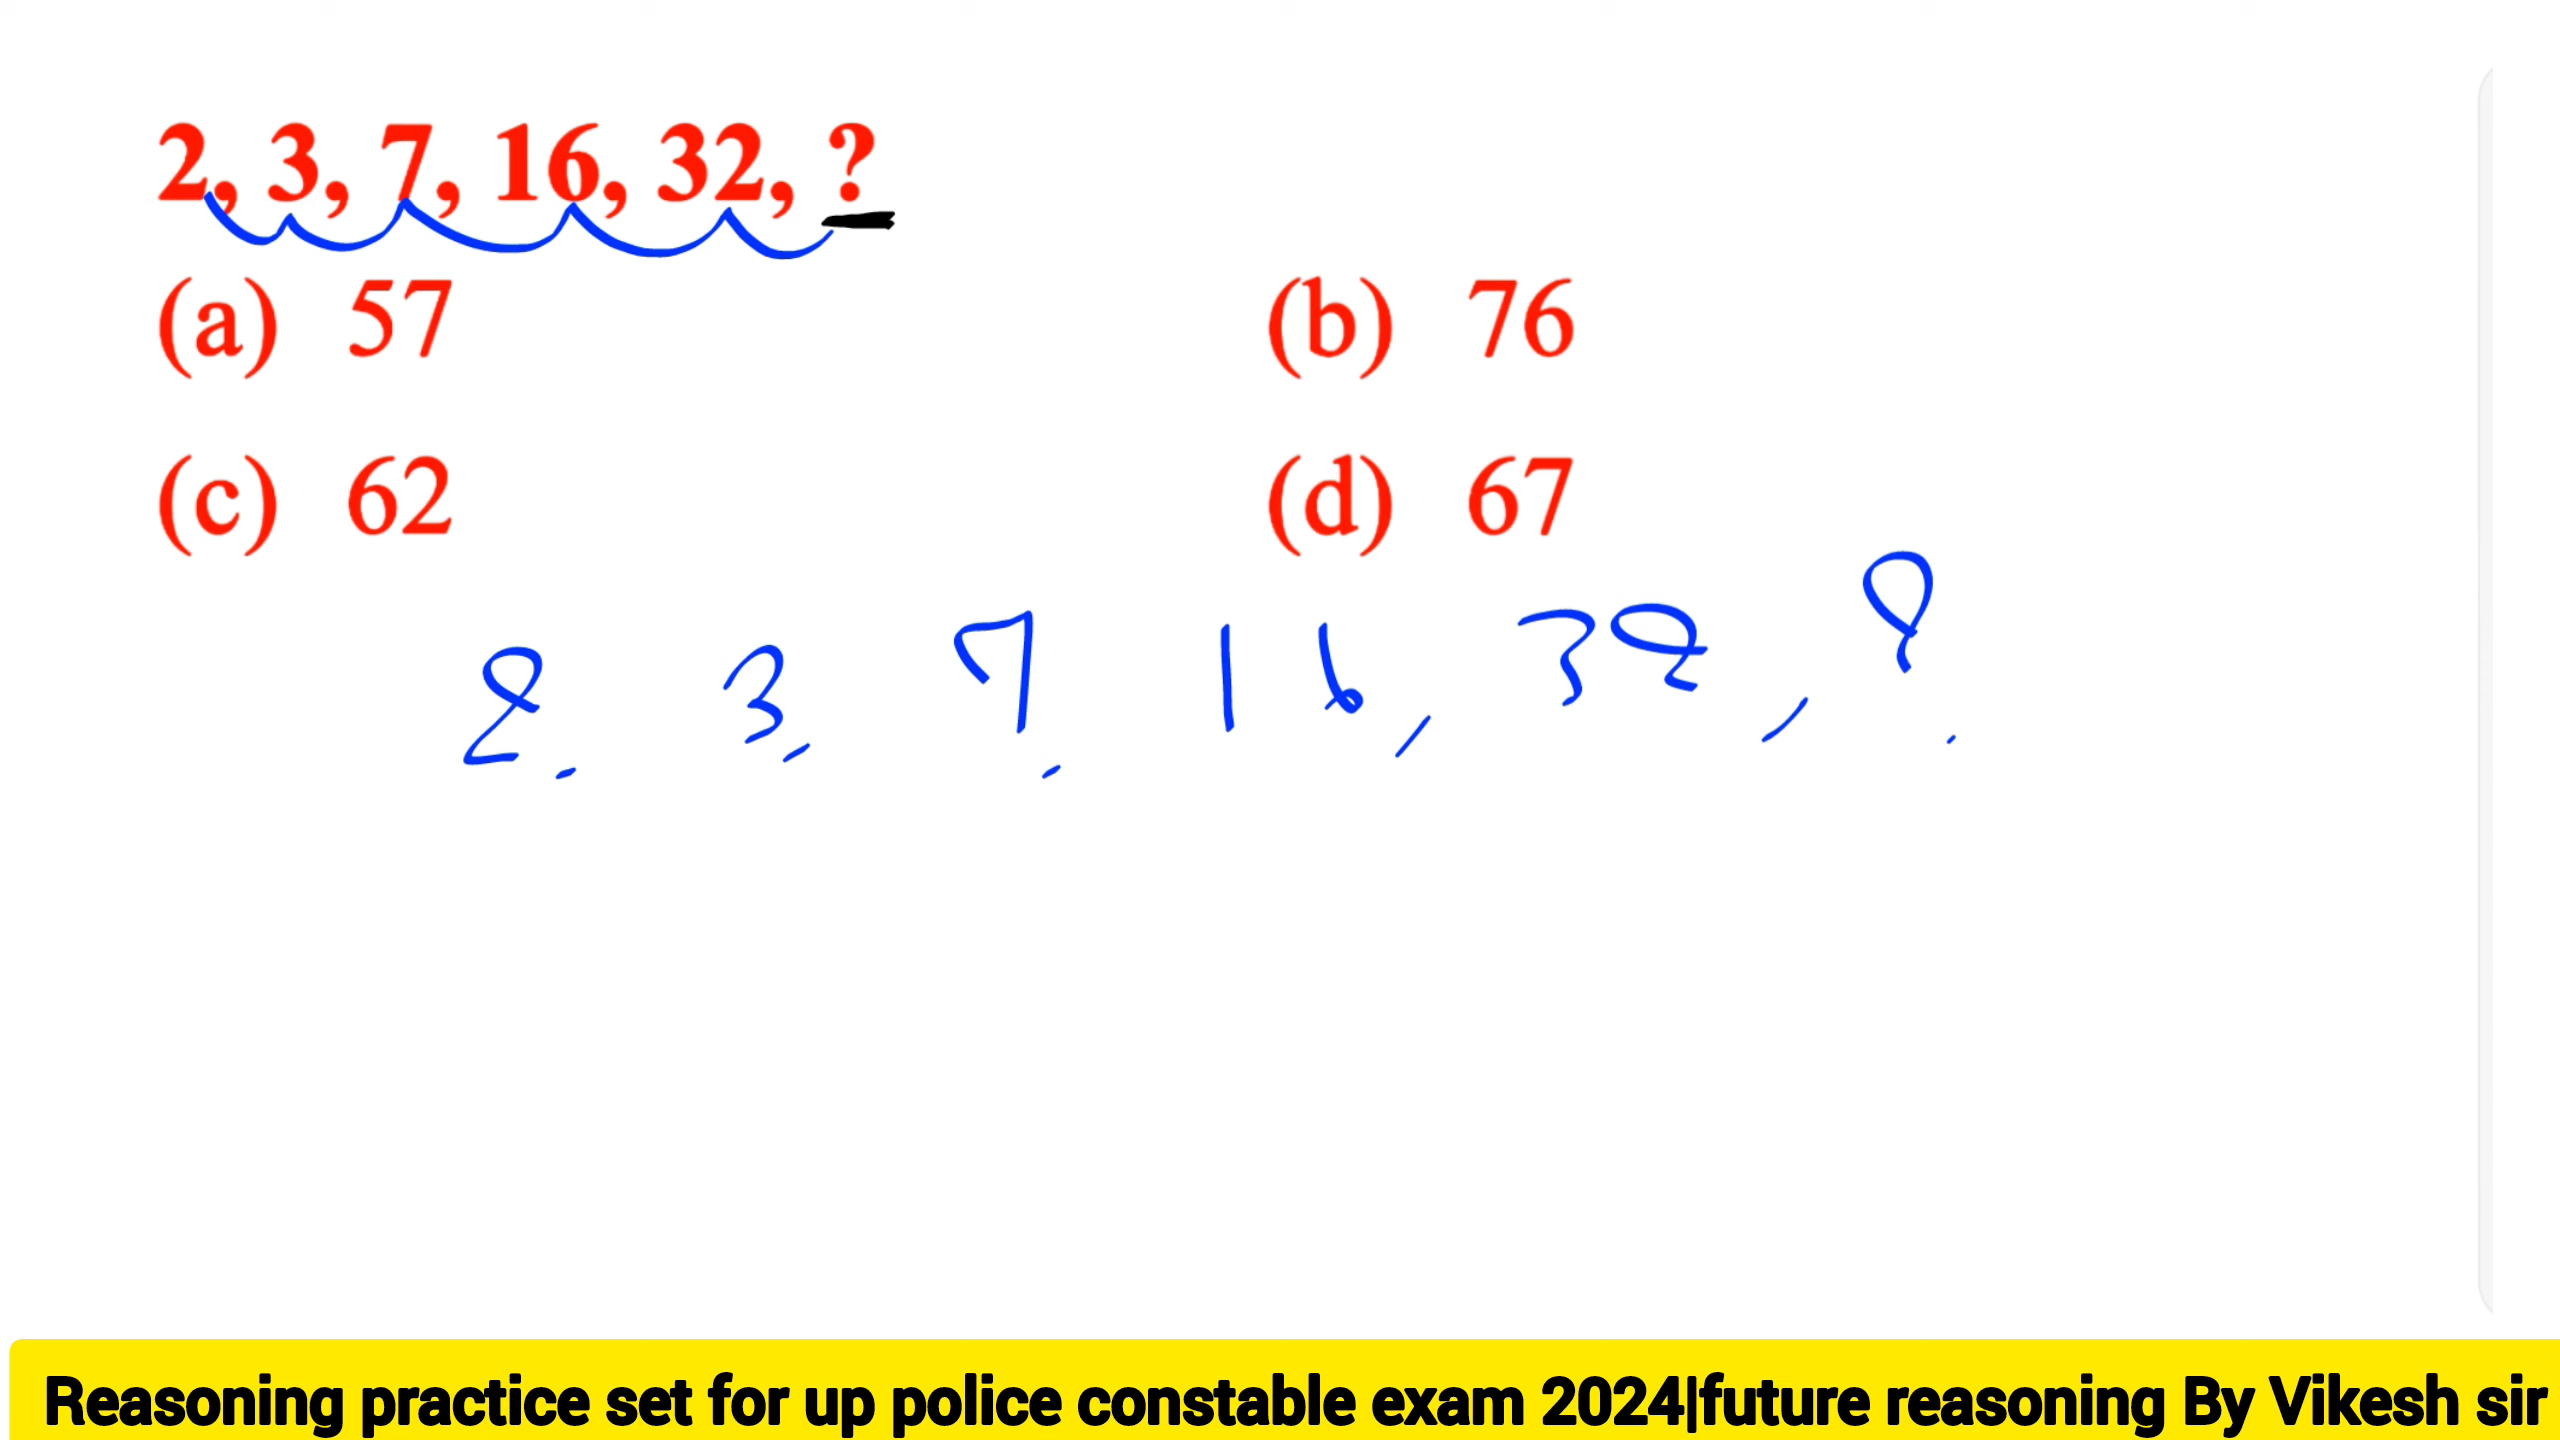 2, 3, 7, 16, 32, ?
(a) 57 (b) 76
(c) 62 (d) 67
2, 3, 7, 16, 32, ?
Reasoning practice set for up police constable exam 2024|future reasoning By Vikesh sir